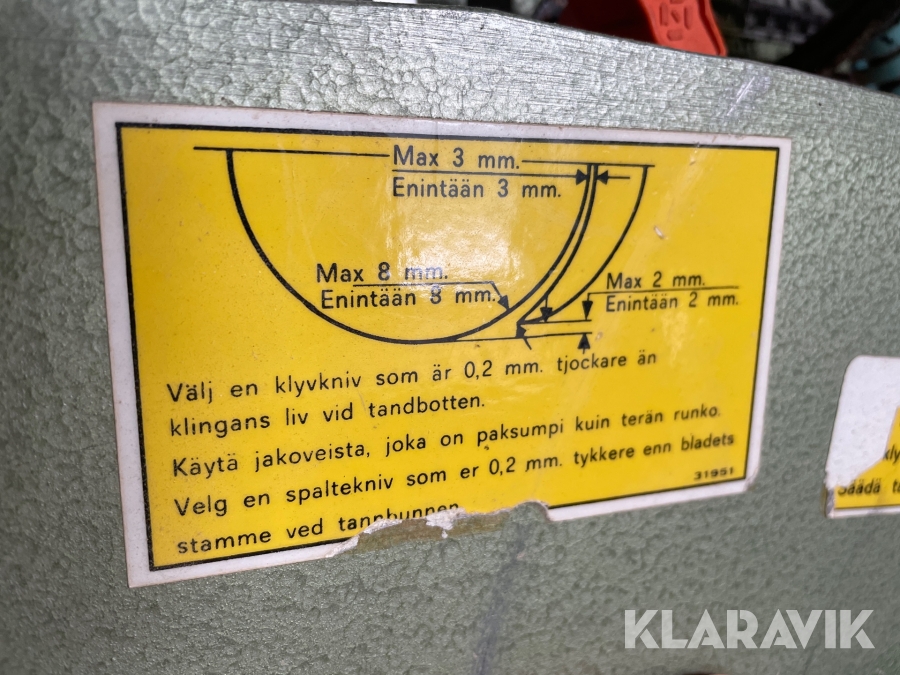 Max 3 mm.
Enintään 3 mm.
Max 8 mm.
Enintään 8 mm.
Max 2 mm.
Enintään 2 mm.
Välj en klyvkniv som är 0,2 mm. tjockare än
klingans liv vid tandbotten.
Käytä jakoveista, joka on paksumpi kuin terän runko.
Velg en spaltekniv som er 0,2 mm. tykkere enn bladets
stamme ved tannbunnen
31951
Säädä
KLARAVIK